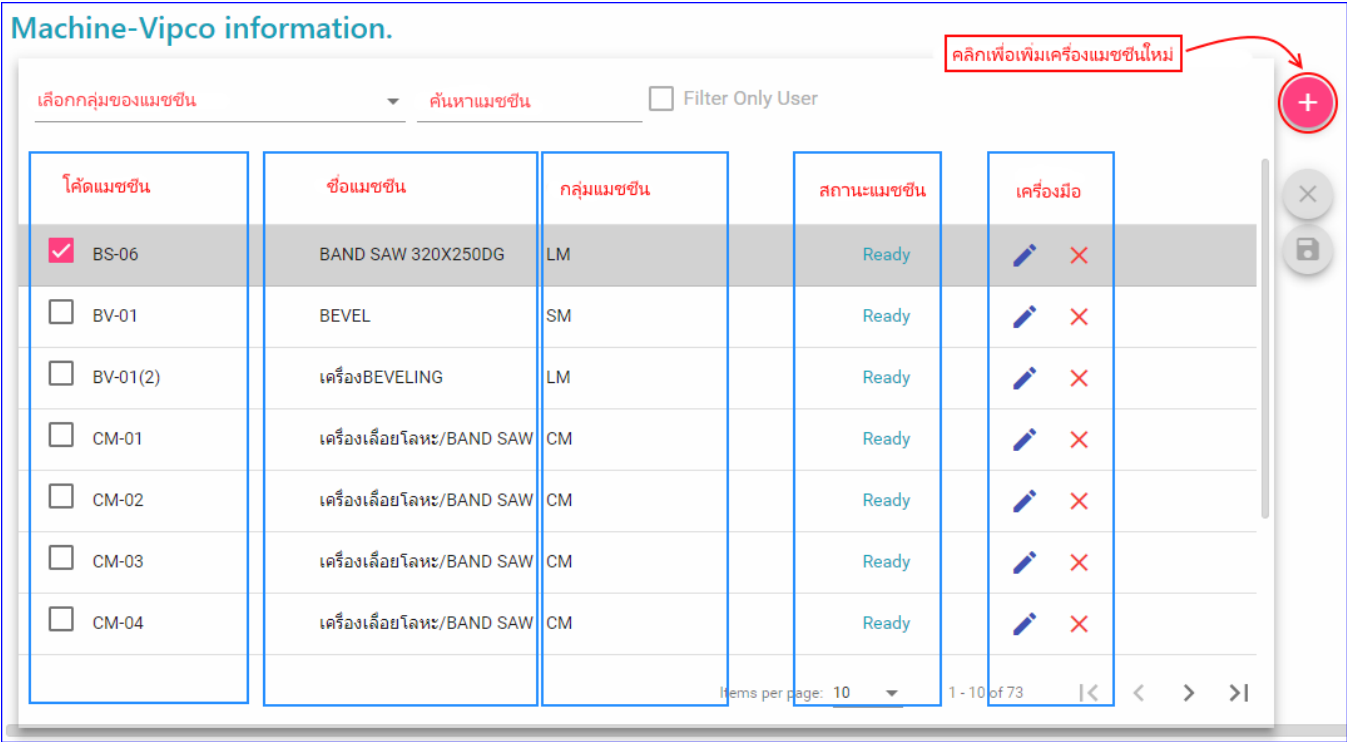 Machine-Vipco information.
คลิกเพื่อเพิ่มเครื่องแมชชีนใหม่
เลือกกลุ่มของแมชชีน ค้นหาแมชชีน Filter Only User
โค้ดแมชชีน ชื่อแมชชีน กลุ่มแมชชีน สถานะแมชชีน เครื่องมือ
BS-06 BAND SAW 320X250DG LM Ready
BV-01 BEVEL SM Ready
BV-01(2) เครื่องBEVELING LM Ready
CM-01 เครื่องเลื่อยโลหะ/BAND SAW CM Ready
CM-02 เครื่องเลื่อยโลหะ/BAND SAW CM Ready
CM-03 เครื่องเลื่อยโลหะ/BAND SAW CM Ready
CM-04 เครื่องเลื่อยโลหะ/BAND SAW CM Ready
Items per page: 10 1 - 10 of 73